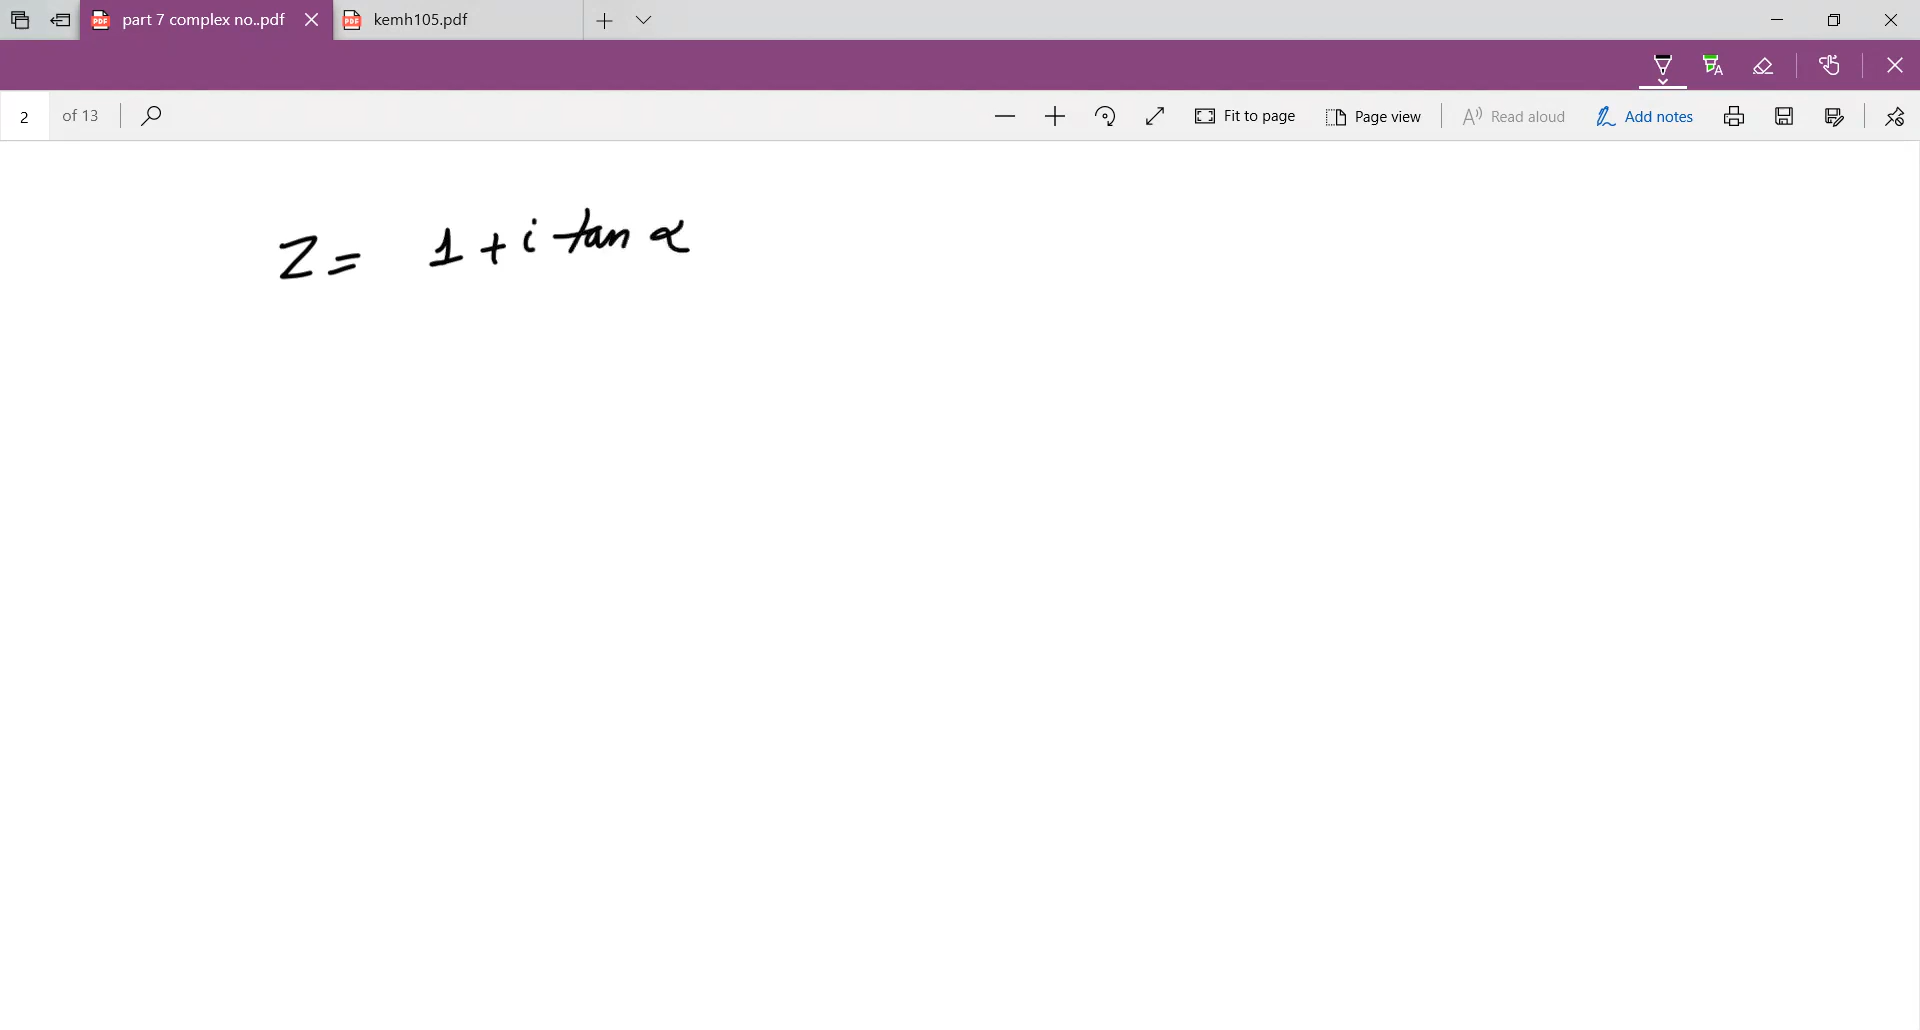 part 7 complex no..pdf
kemh105.pdf
2 of 13
Fit to page
Page view
Read aloud
Add notes
Z = 1 + i tan α